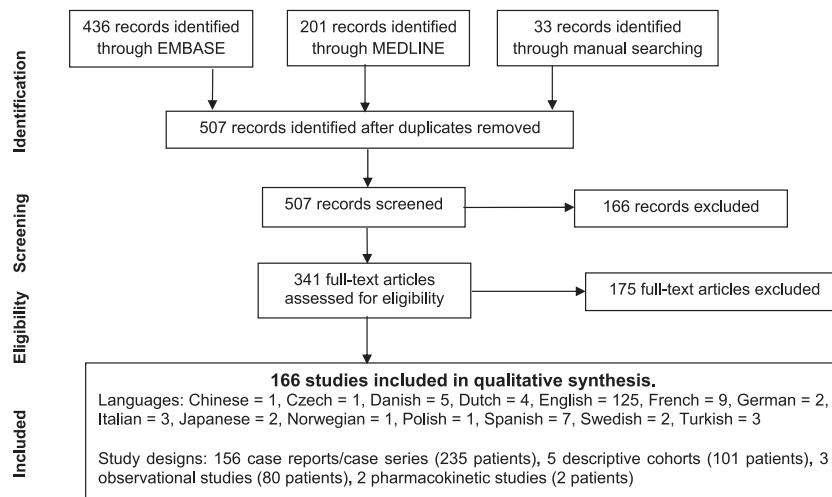 436 records identified
through EMBASE
201 records identified
through MEDLINE
33 records identified
through manual searching
Identification
507 records identified after duplicates removed
Screening
507 records screened
166 records excluded
Eligibility
341 full-text articles
assessed for eligibility
175 full-text articles excluded
Included
166 studies included in qualitative synthesis.
Languages: Chinese = 1, Czech = 1, Danish = 5, Dutch = 4, English = 125, French = 9, German = 2,
Italian = 3, Japanese = 2, Norwegian = 1, Polish = 1, Spanish = 7, Swedish = 2, Turkish = 3
Study designs: 156 case reports/case series (235 patients), 5 descriptive cohorts (101 patients), 3
observational studies (80 patients), 2 pharmacokinetic studies (2 patients)